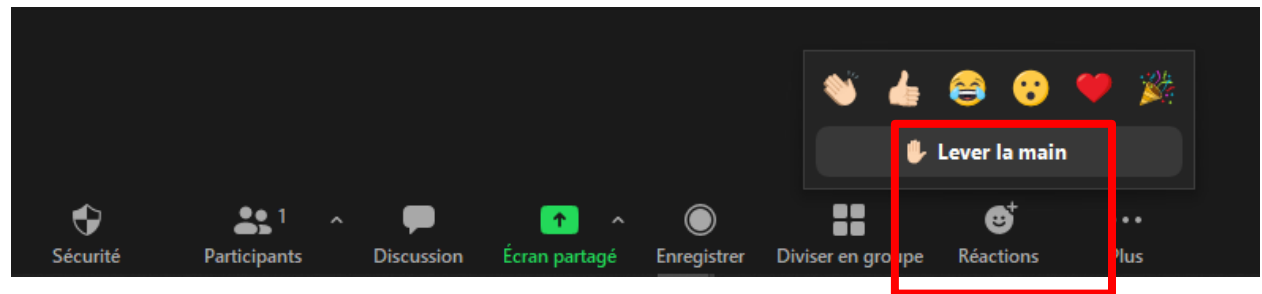 Lever la main
1
Sécurité Participants Discussion Écran partagé Enregistrer Diviser en groupe Réactions Plus